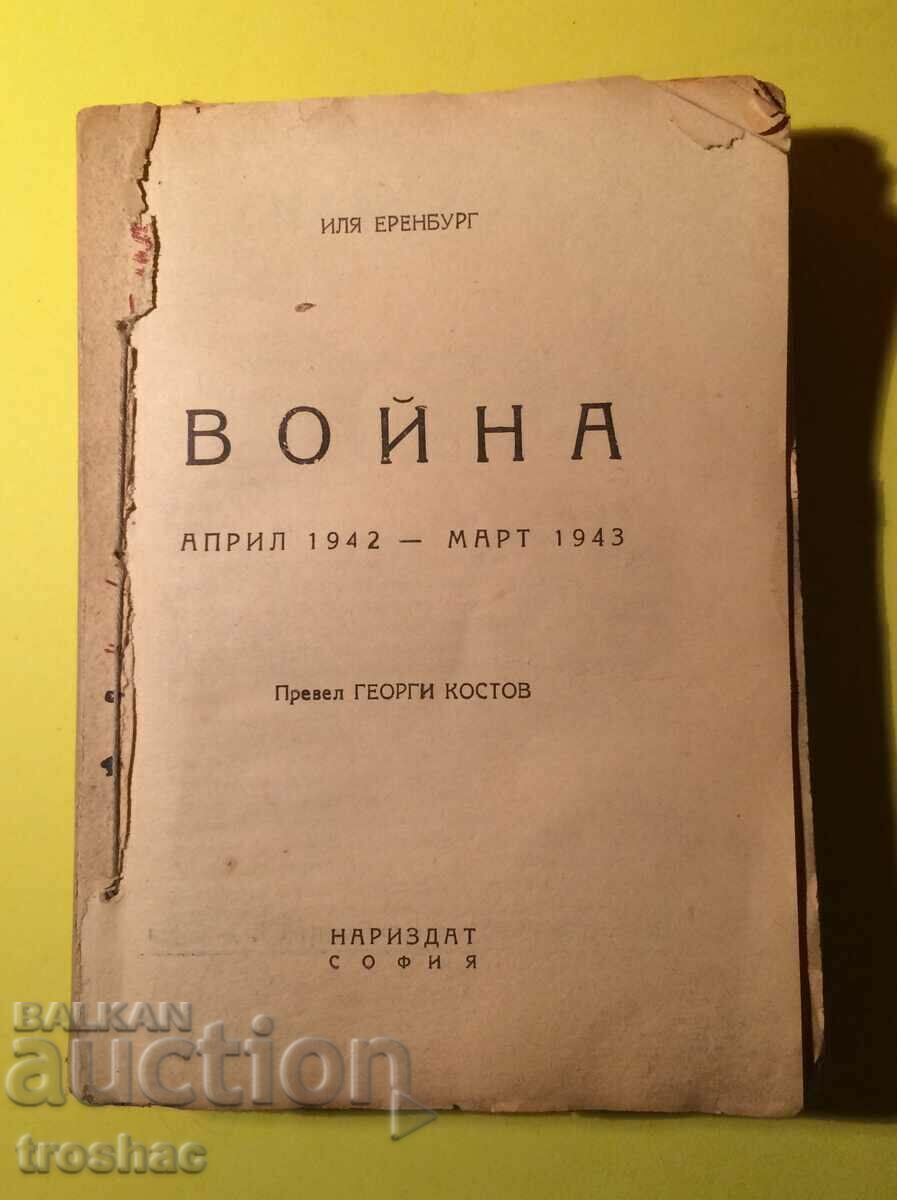 ИЛЯ ЕРЕНБУРГ
ВОЙНА
АПРИЛ 1942 — МАРТ 1943
Превел ГЕОРГИ КОСТОВ
НАРИЗДАТ
СОФИЯ
BALKAN
auction
troshac